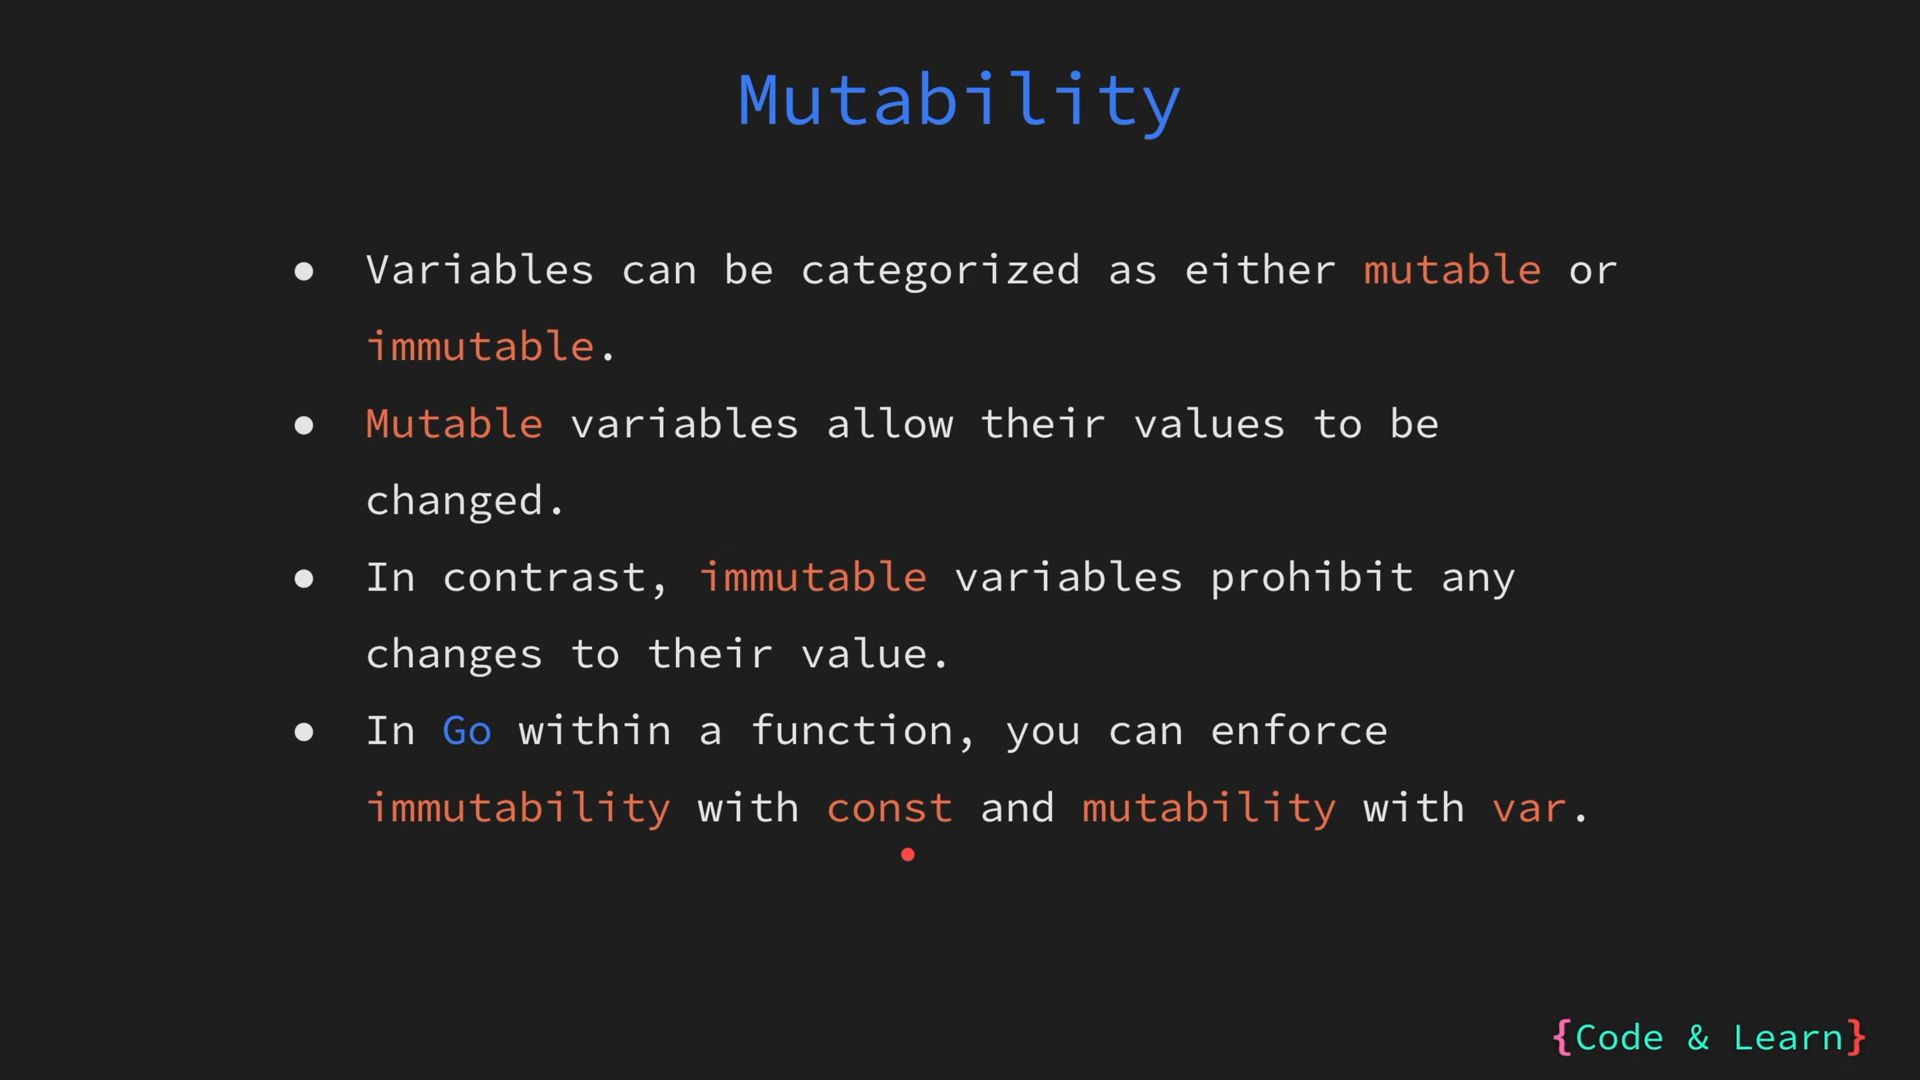 Mutability
● Variables can be categorized as either mutable or
immutable.
● Mutable variables allow their values to be
changed.
● In contrast, immutable variables prohibit any
changes to their value.
● In Go within a function, you can enforce
immutability with const and mutability with var.
{Code & Learn}